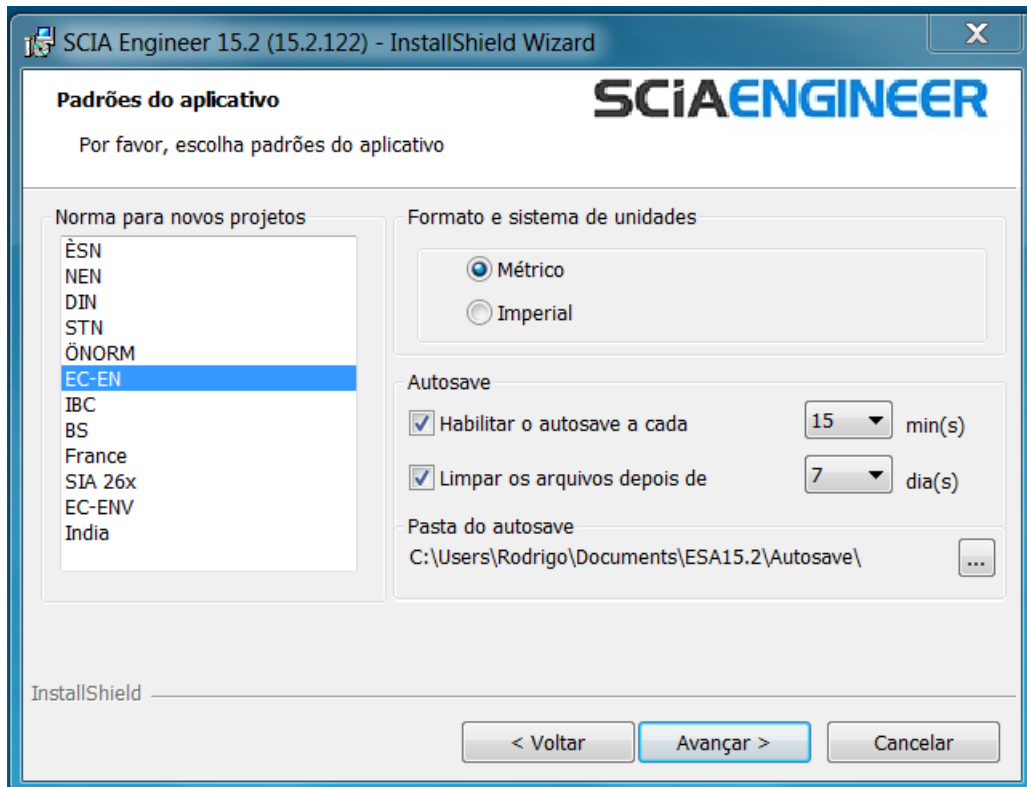 SCIA Engineer 15.2 (15.2.122) - InstallShield Wizard
X
Padrões do aplicativo
SCiAENGINEER
Por favor, escolha padrões do aplicativo
Norma para novos projetos
ÈSN
NEN
DIN
STN
ÖNORM
EC-EN
IBC
BS
France
SIA 26x
EC-ENV
India
Formato e sistema de unidades
Métrico
Imperial
Autosave
Habilitar o autosave a cada 15 min(s)
Limpar os arquivos depois de 7 dia(s)
Pasta do autosave
C:\Users\Rodrigo\Documents\ESA15.2\Autosave\ ...
InstallShield
< Voltar Avançar > Cancelar